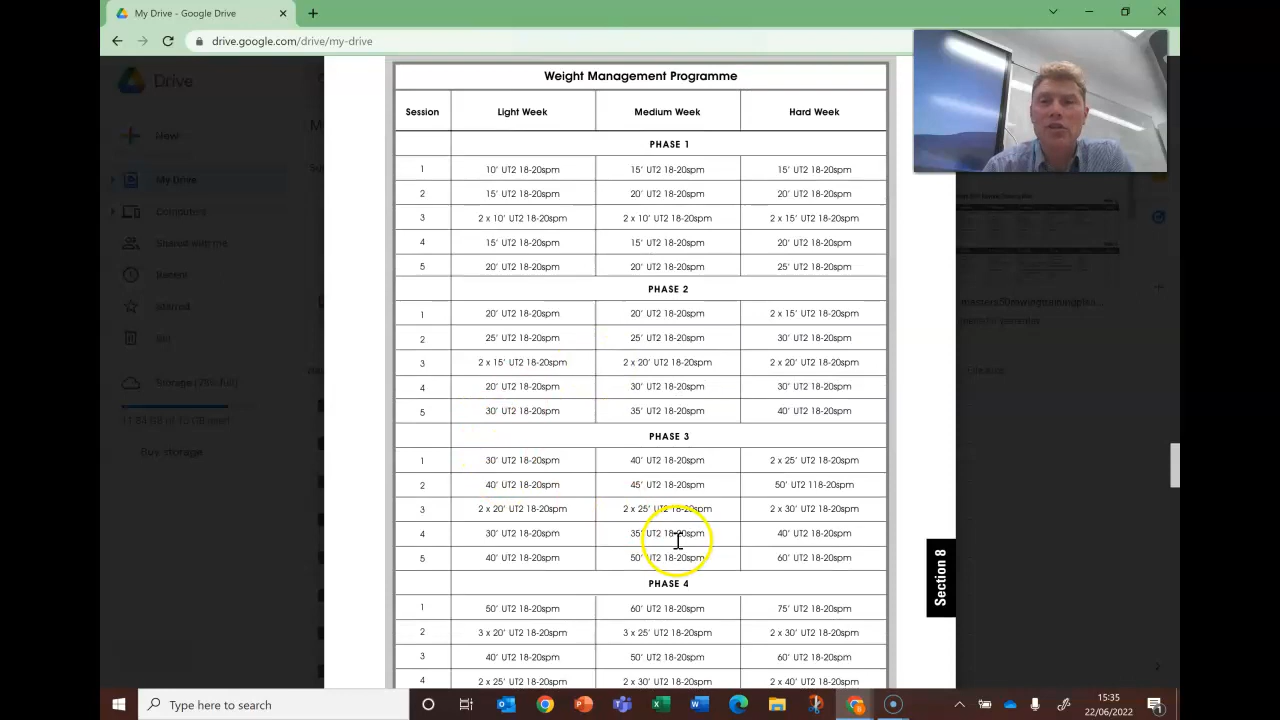 My Drive - Google Drive
drive.google.com/drive/my-drive
Drive
New
My Drive
Computers
Shared with me
Recent
Starred
Bin
Storage
Buy storage
Weight Management Programme
Session Light Week Medium Week Hard Week
PHASE 1
1 10' UT2 18-20spm 15' UT2 18-20spm 15' UT2 18-20spm
2 15' UT2 18-20spm 20' UT2 18-20spm 20' UT2 18-20spm
3 2 x 10' UT2 18-20spm 2 x 10' UT2 18-20spm 2 x 15' UT2 18-20spm
4 15' UT2 18-20spm 15' UT2 18-20spm 20' UT2 18-20spm
5 20' UT2 18-20spm 20' UT2 18-20spm 25' UT2 18-20spm
PHASE 2
1 20' UT2 18-20spm 20' UT2 18-20spm 2 x 15' UT2 18-20spm
2 25' UT2 18-20spm 25' UT2 18-20spm 30' UT2 18-20spm
3 2 x 15' UT2 18-20spm 2 x 20' UT2 18-20spm 2 x 20' UT2 18-20spm
4 20' UT2 18-20spm 30' UT2 18-20spm 30' UT2 18-20spm
5 30' UT2 18-20spm 35' UT2 18-20spm 40' UT2 18-20spm
PHASE 3
1 30' UT2 18-20spm 40' UT2 18-20spm 2 x 25' UT2 18-20spm
2 40' UT2 18-20spm 45' UT2 18-20spm 50' UT2 118-20spm
3 2 x 20' UT2 18-20spm 2 x 25' UT2 18-20spm 2 x 30' UT2 18-20spm
4 30' UT2 18-20spm 35' UT2 18-20spm 40' UT2 18-20spm
5 40' UT2 18-20spm 50' UT2 18-20spm 60' UT2 18-20spm
PHASE 4
1 50' UT2 18-20spm 60' UT2 18-20spm 75' UT2 18-20spm
2 3 x 20' UT2 18-20spm 3 x 25' UT2 18-20spm 2 x 30' UT2 18-20spm
3 40' UT2 18-20spm 50' UT2 18-20spm 60' UT2 18-20spm
4 2 x 25' UT2 18-20spm 2 x 30' UT2 18-20spm 2 x 40' UT2 18-20spm
Section 8
Type here to search
15:35
22/06/2022